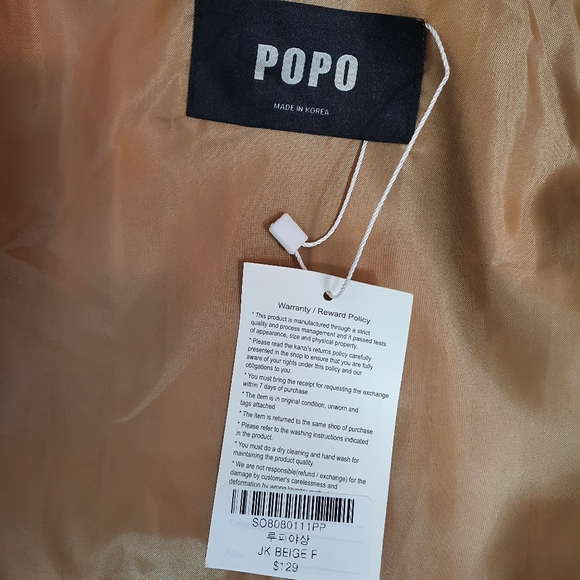 POPO
MADE IN KOREA
Warranty / Reward Policy
* This product is manufactured through a strict
quality and process management and it passed tests
of appearance, size and physical property.
* Please read the kanzi's returns policy carefully
presented in the shop to ensure that you are fully
aware of your rights under this policy and our
obligations to you.
* You must bring the receipt for requesting the exchange
within 7 days of purchase
* The item is in original condition, unworn and
tags attached
* The item is returned to the same shop of purchase
* Please refer to the washing instructions indicated
in the product.
* You must do a dry cleaning and hand wash for
maintaining the product quality.
* We are not responsible(refund / exchange) for the
damage by customer's carelessness and
deformation by wrong
SO8080111PP
루피야상
JK BEIGE F
$129